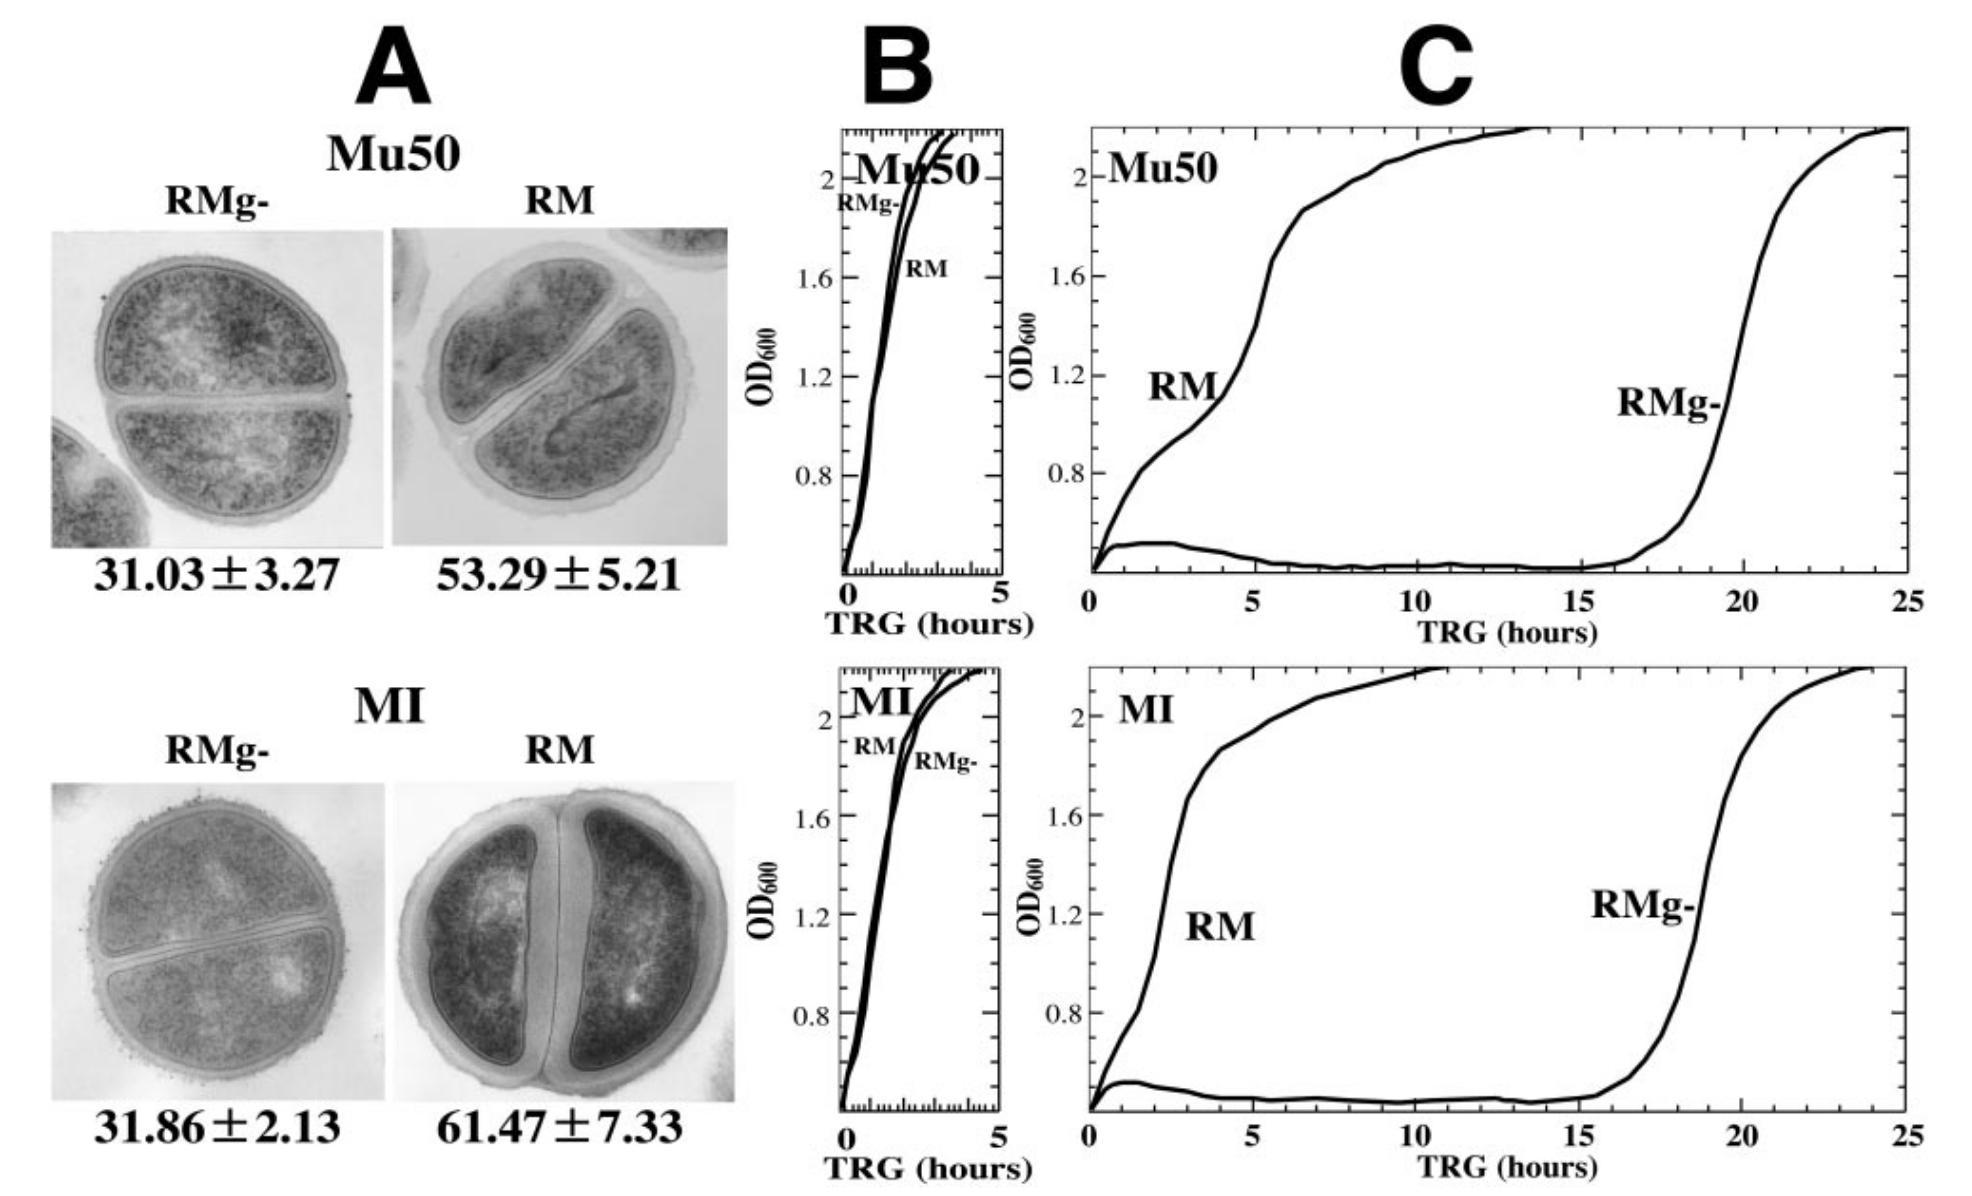 A B C
Mu50
RMg- RM
31.03±3.27 53.29±5.21
Mu50
RMg-
RM
2
1.6
1.2
0.8
OD600
0 5
TRG (hours)
Mu50
RM
RMg-
2
1.6
1.2
0.8
OD600
0 5 10 15 20 25
TRG (hours)
MI
RMg- RM
31.86±2.13 61.47±7.33
MI
RM
RMg-
2
1.6
1.2
0.8
OD600
0 5
TRG (hours)
MI
RM
RMg-
2
1.6
1.2
0.8
OD600
0 5 10 15 20 25
TRG (hours)